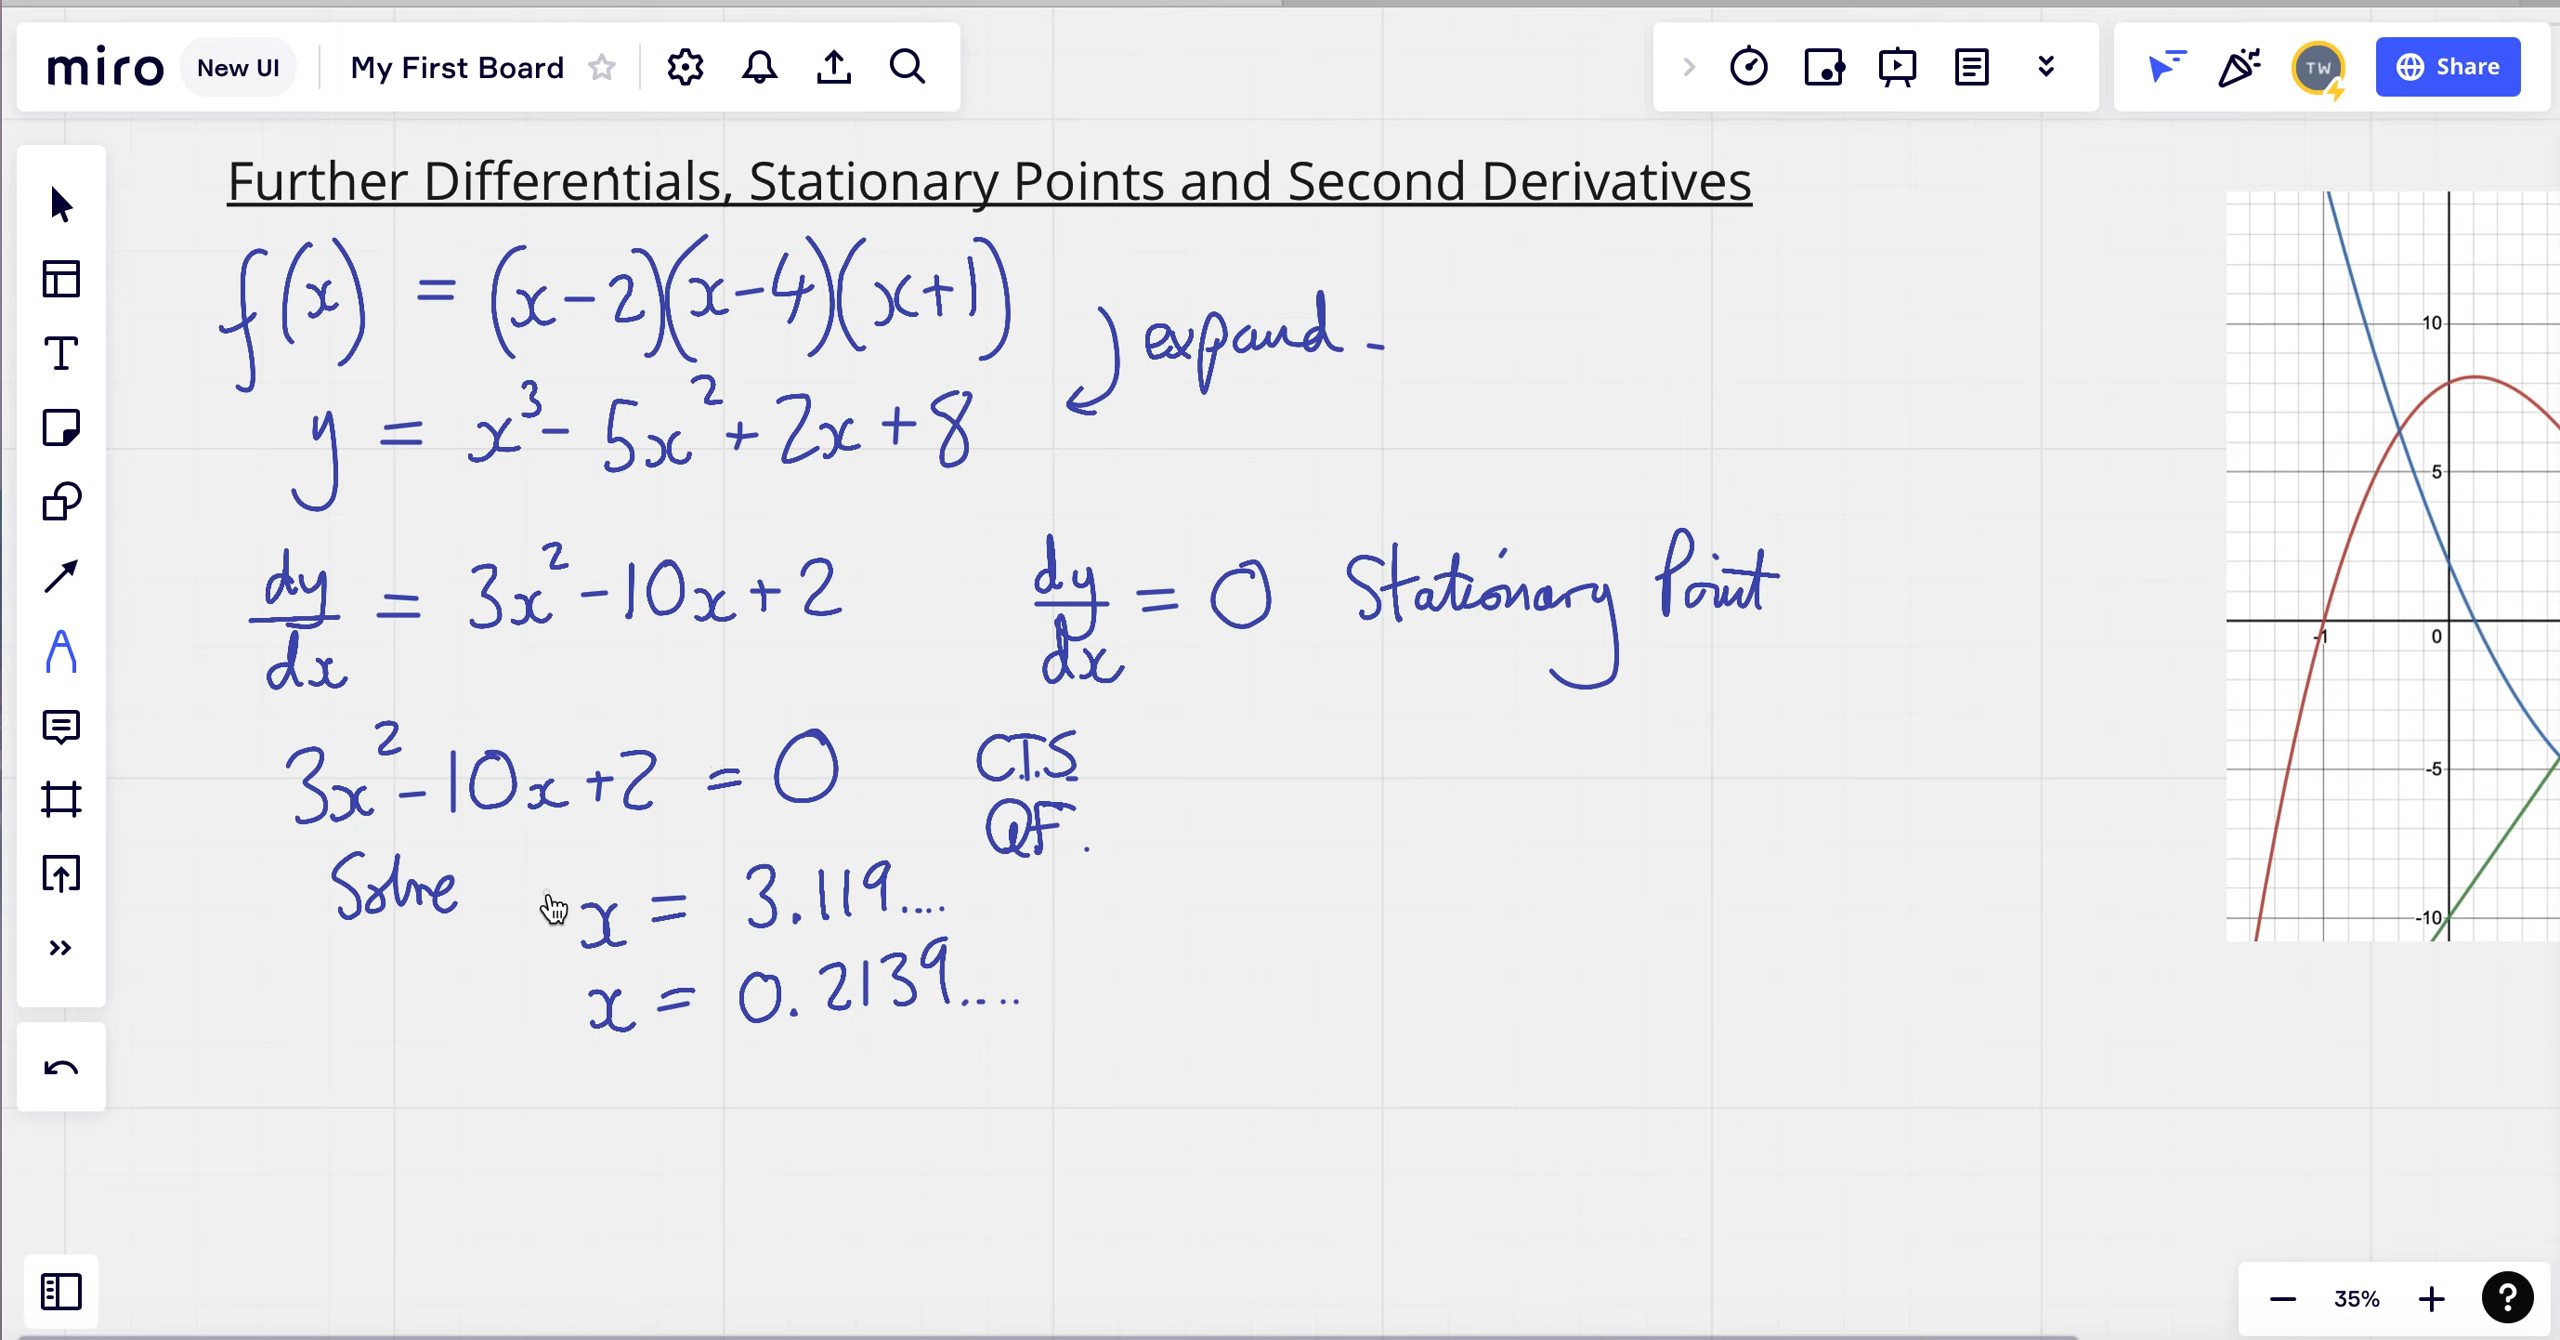 miro New UI My First Board TW Share
Further Differentials, Stationary Points and Second Derivatives
f(x) = (x-2)(x-4)(x+1)
expand -
y = x³ - 5x² + 2x + 8
dy/dx = 3x² - 10x + 2 dy/dx = 0 Stationary Point
3x² - 10x + 2 = 0 C.T.S
QF.
Solve x = 3.119....
x = 0.2139....
10
5
-1 0
-5
-10
35%